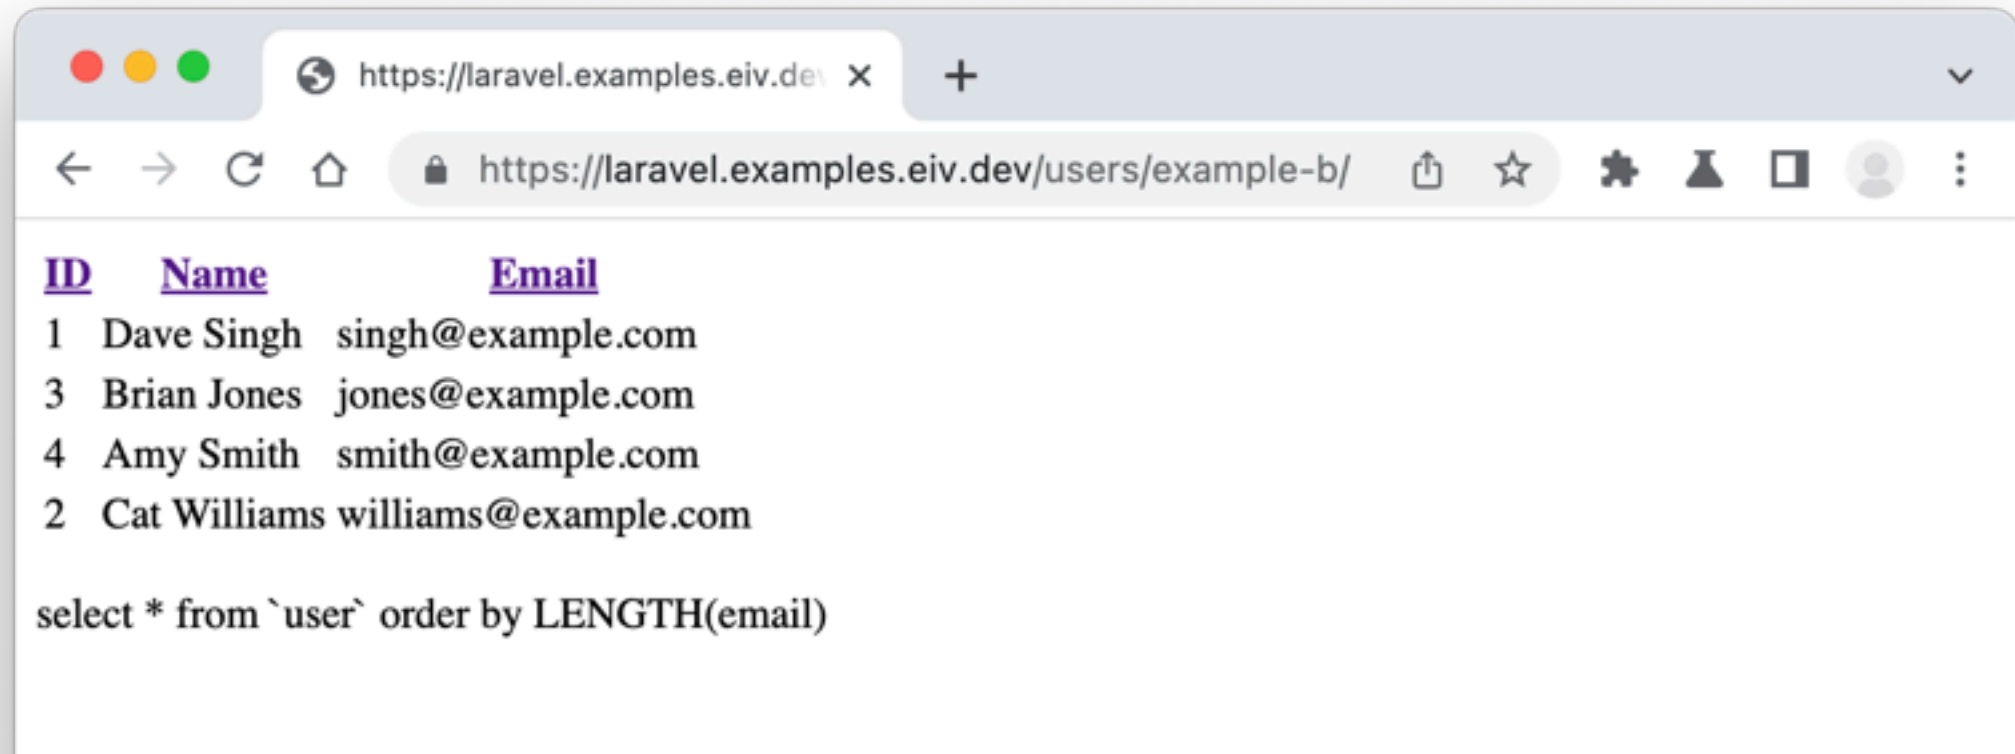 https://laravel.examples.eiv.dev
https://laravel.examples.eiv.dev/users/example-b/
ID Name Email
1 Dave Singh singh@example.com
3 Brian Jones jones@example.com
4 Amy Smith smith@example.com
2 Cat Williams williams@example.com
select * from `user` order by LENGTH(email)